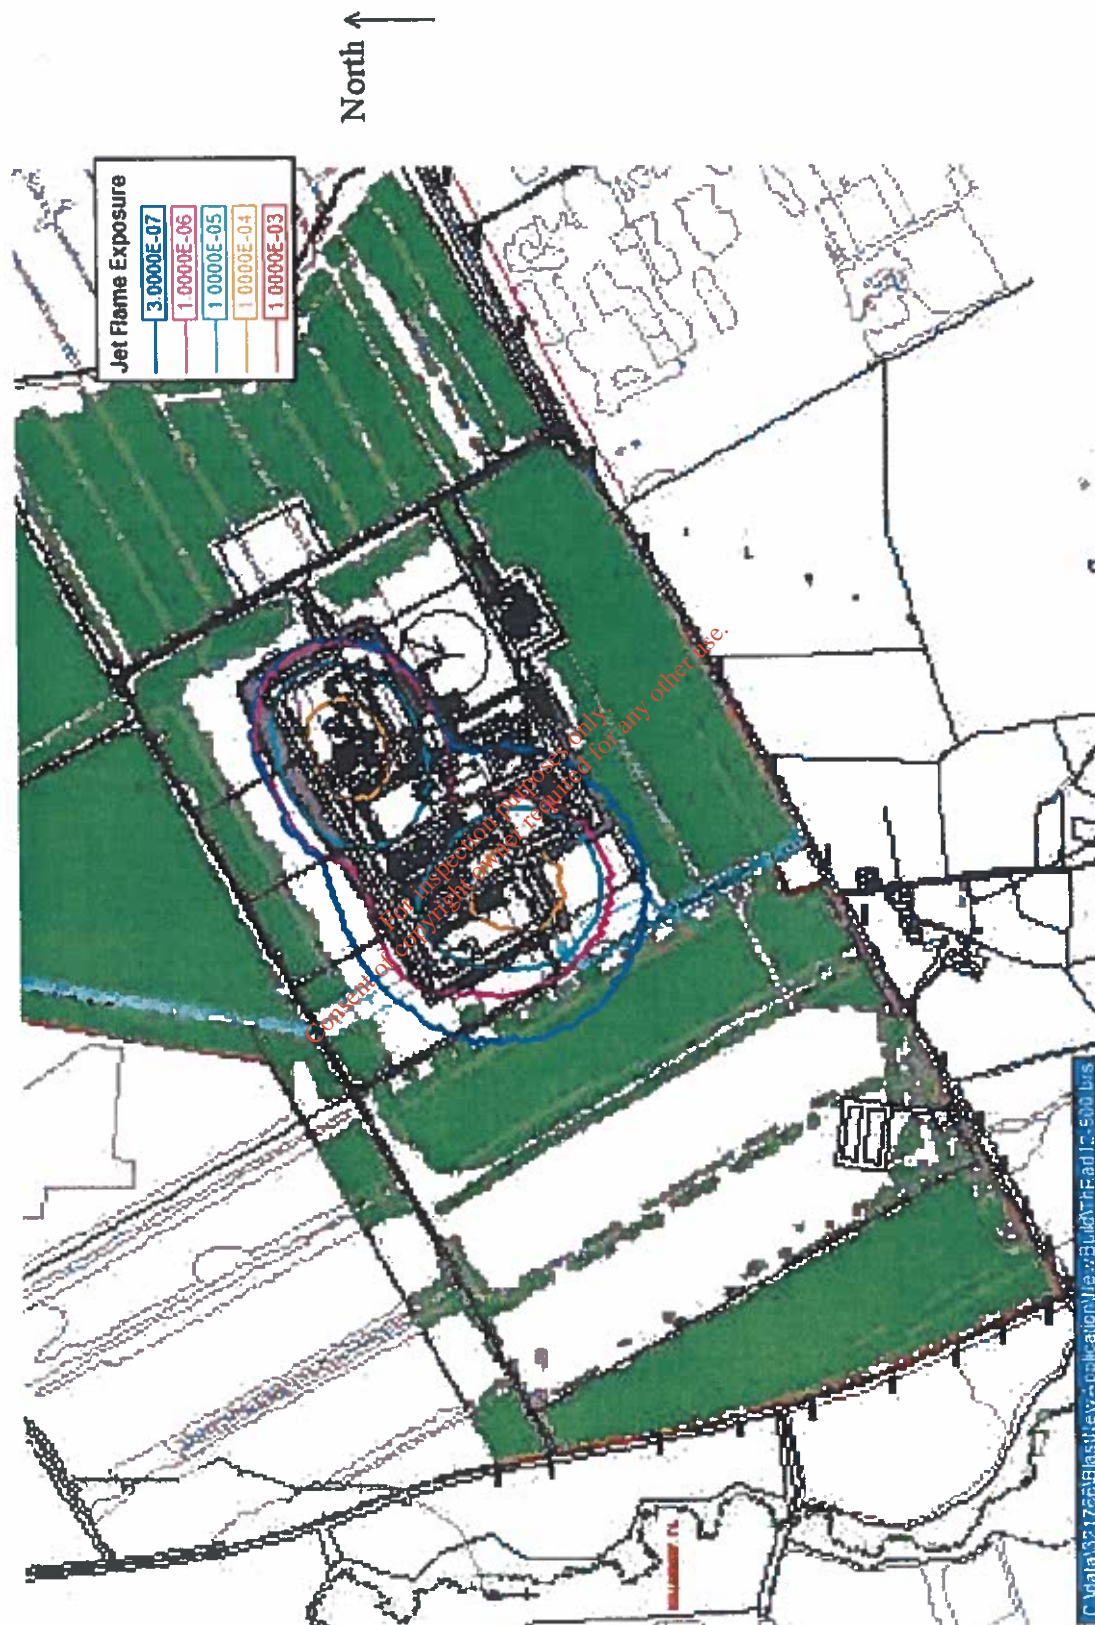 North
Jet Flame Exposure
3.0000E-07
1.0000E-06
1.0000E-05
1.0000E-04
1.0000E-03
For inspection purposes only.
Consent of copyright owner required for any other use.